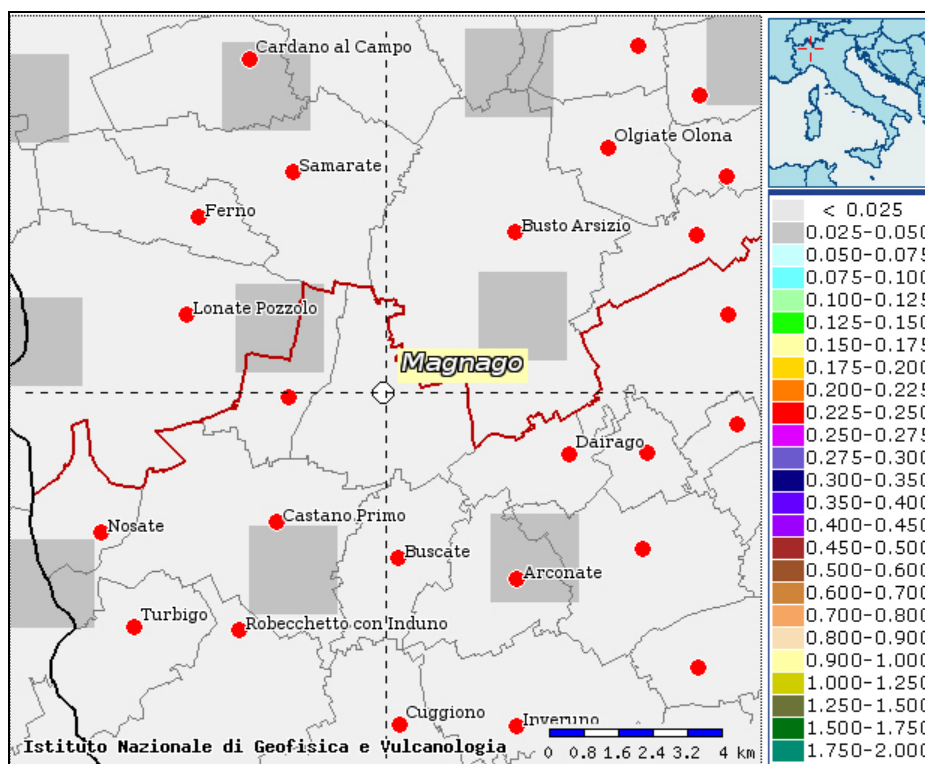 Cardano al Campo
Olgiate Olona
Samarate
Ferno
Busto Arsizio
Lonate Pozzolo
Magnago
Dairago
Nosate
Castano Primo
Buscate
Arconate
Turbigo
Robecchetto con Induno
Cuggiono
Inveruno
Istituto Nazionale di Geofisica e Vulcanologia
0 0.8 1.6 2.4 3.2 4 km
< 0.025
0.025-0.050
0.050-0.075
0.075-0.100
0.100-0.125
0.125-0.150
0.150-0.175
0.175-0.200
0.200-0.225
0.225-0.250
0.250-0.275
0.275-0.300
0.300-0.350
0.350-0.400
0.400-0.450
0.450-0.500
0.500-0.600
0.600-0.700
0.700-0.800
0.800-0.900
0.900-1.000
1.000-1.250
1.250-1.500
1.500-1.750
1.750-2.000